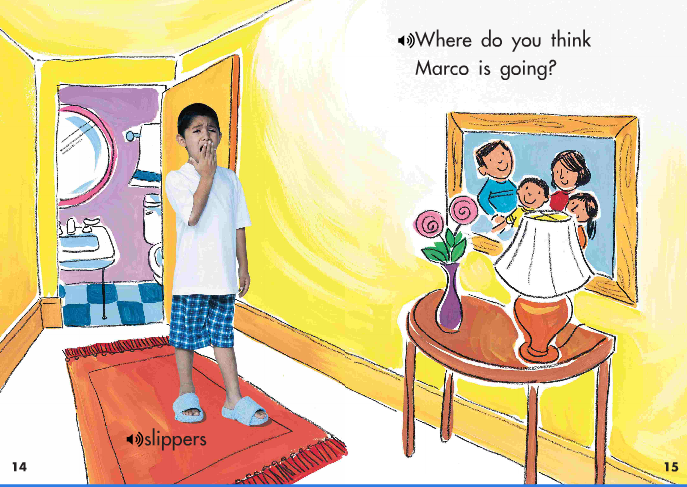 Where do you think
Marco is going?
slippers
14
15